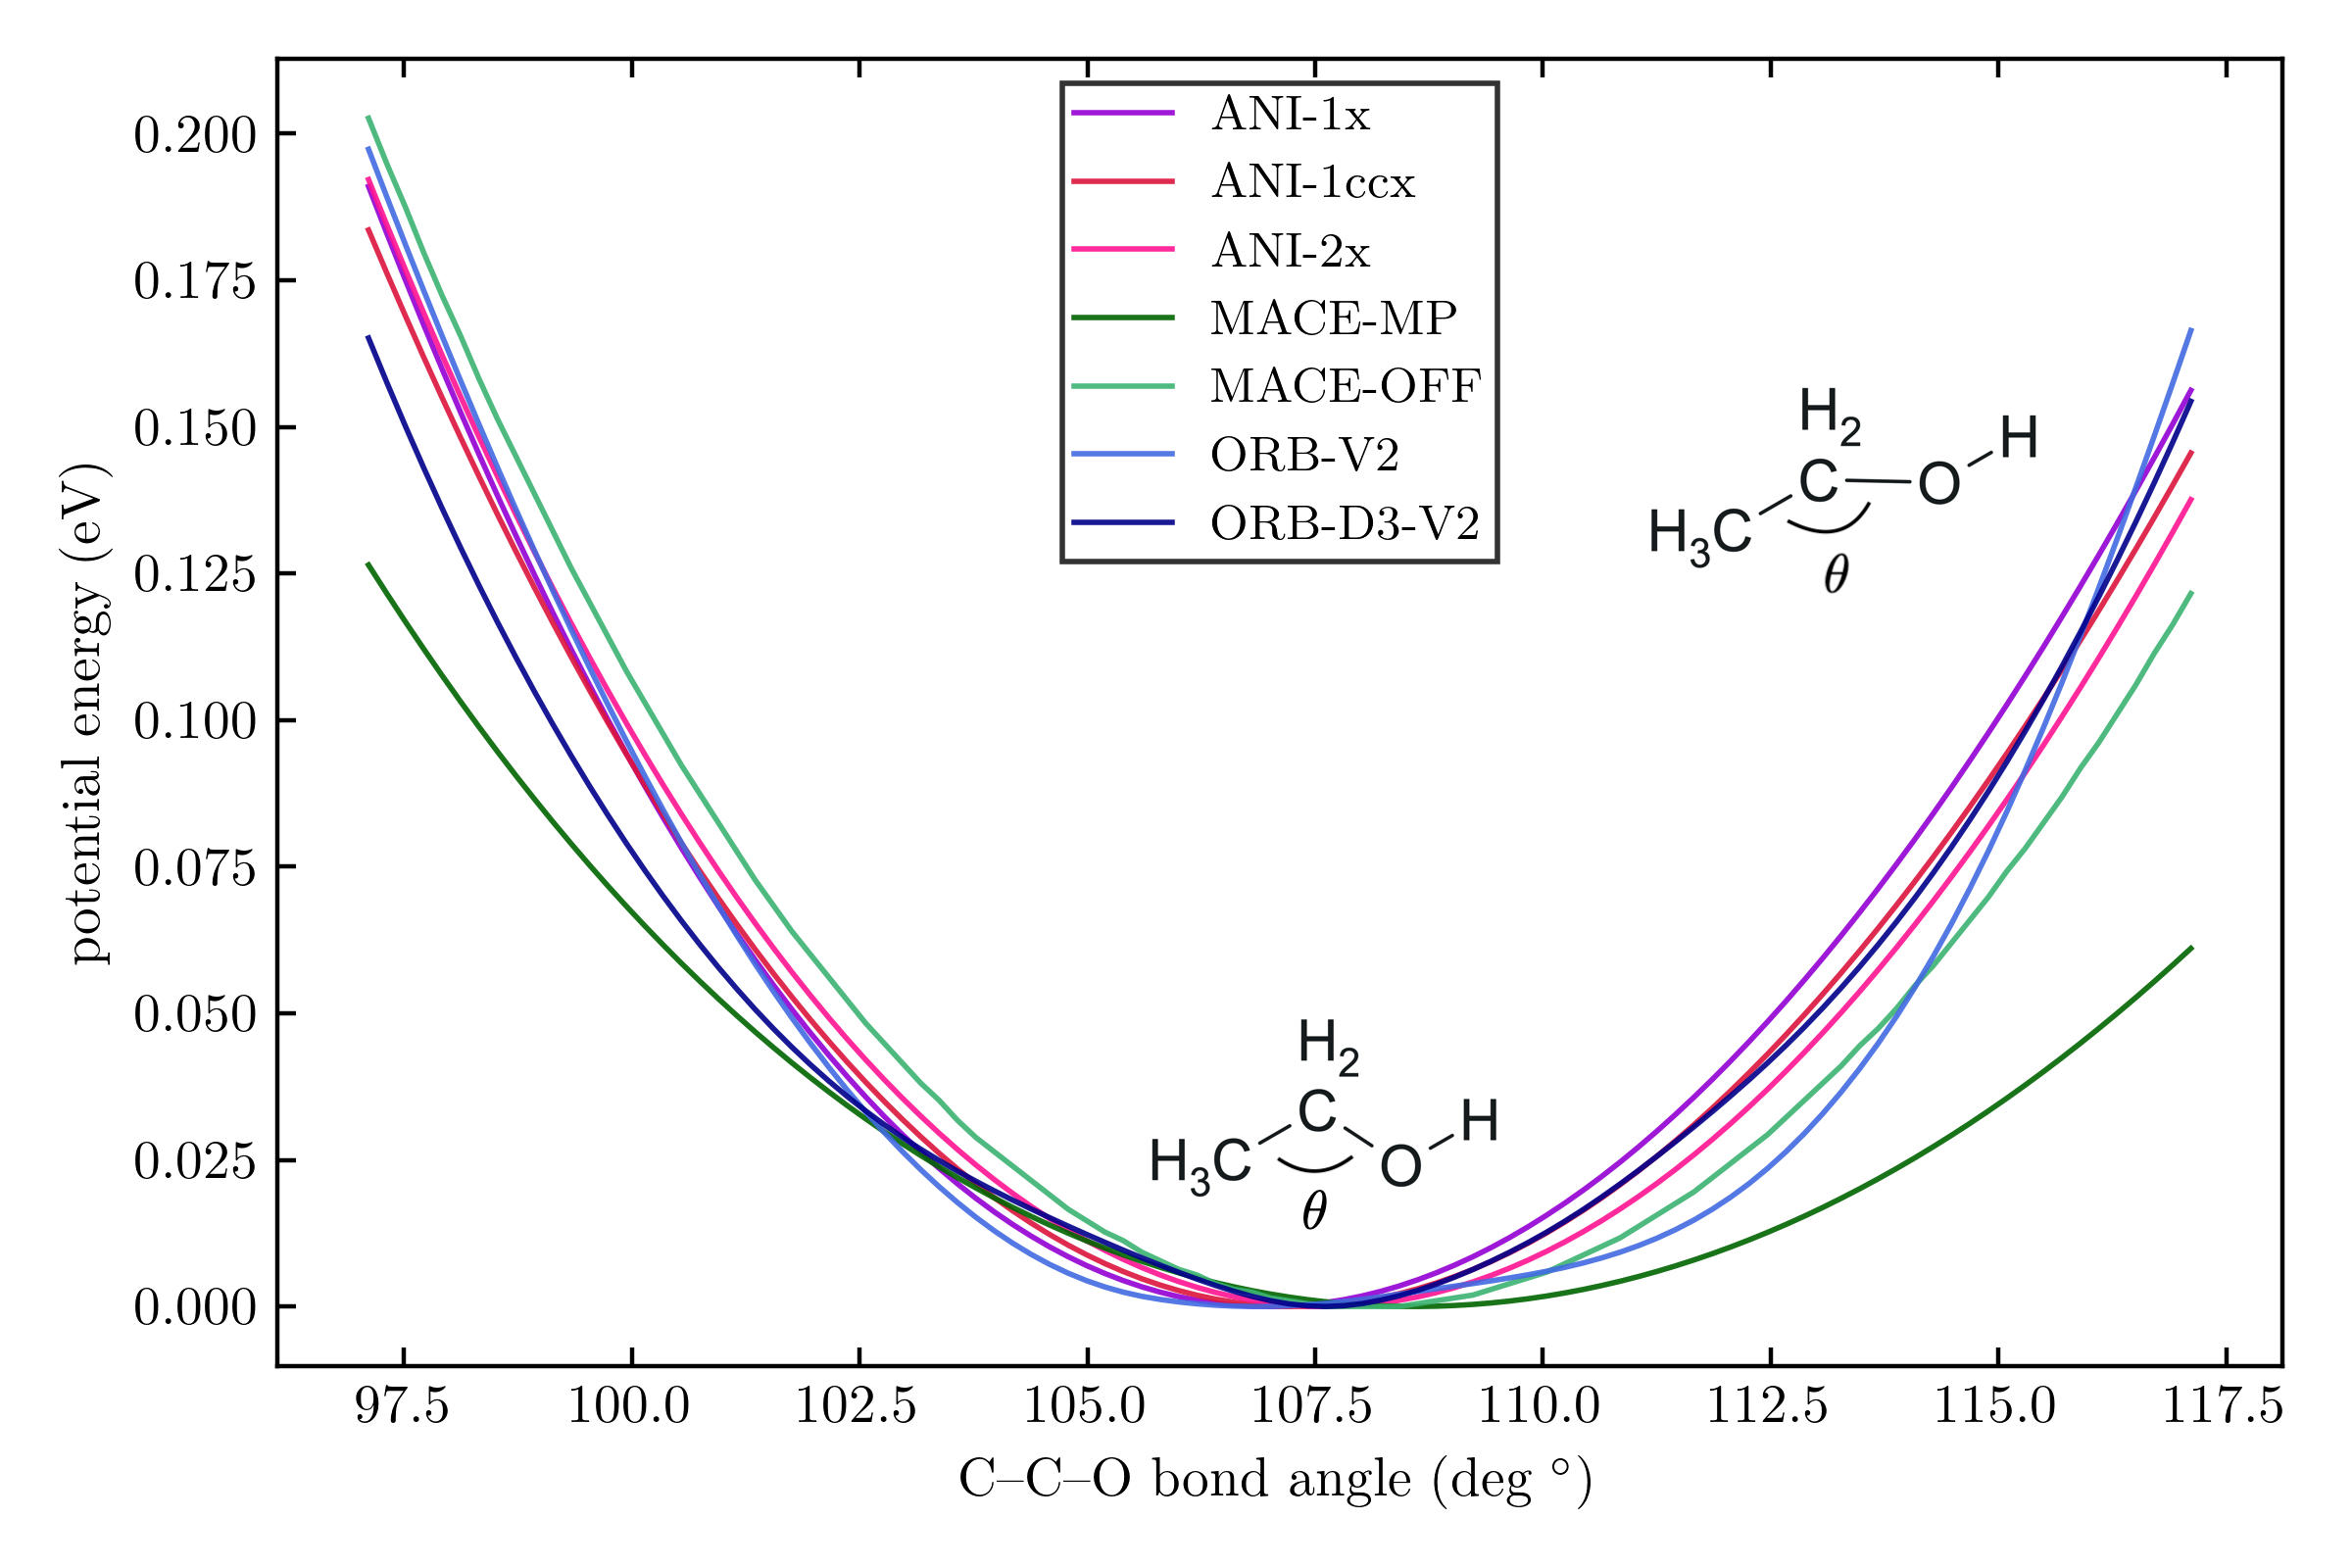 potential energy (eV)
0.200
0.175
0.150
0.125
0.100
0.075
0.050
0.025
0.000
ANI-1x
ANI-1ccx
ANI-2x
MACE-MP
MACE-OFF
ORB-V2
ORB-D3-V2
H2
H3C C O H
θ
H2
H3C C O H
θ
97.5 100.0 102.5 105.0 107.5 110.0 112.5 115.0 117.5
C–C–O bond angle (deg °)